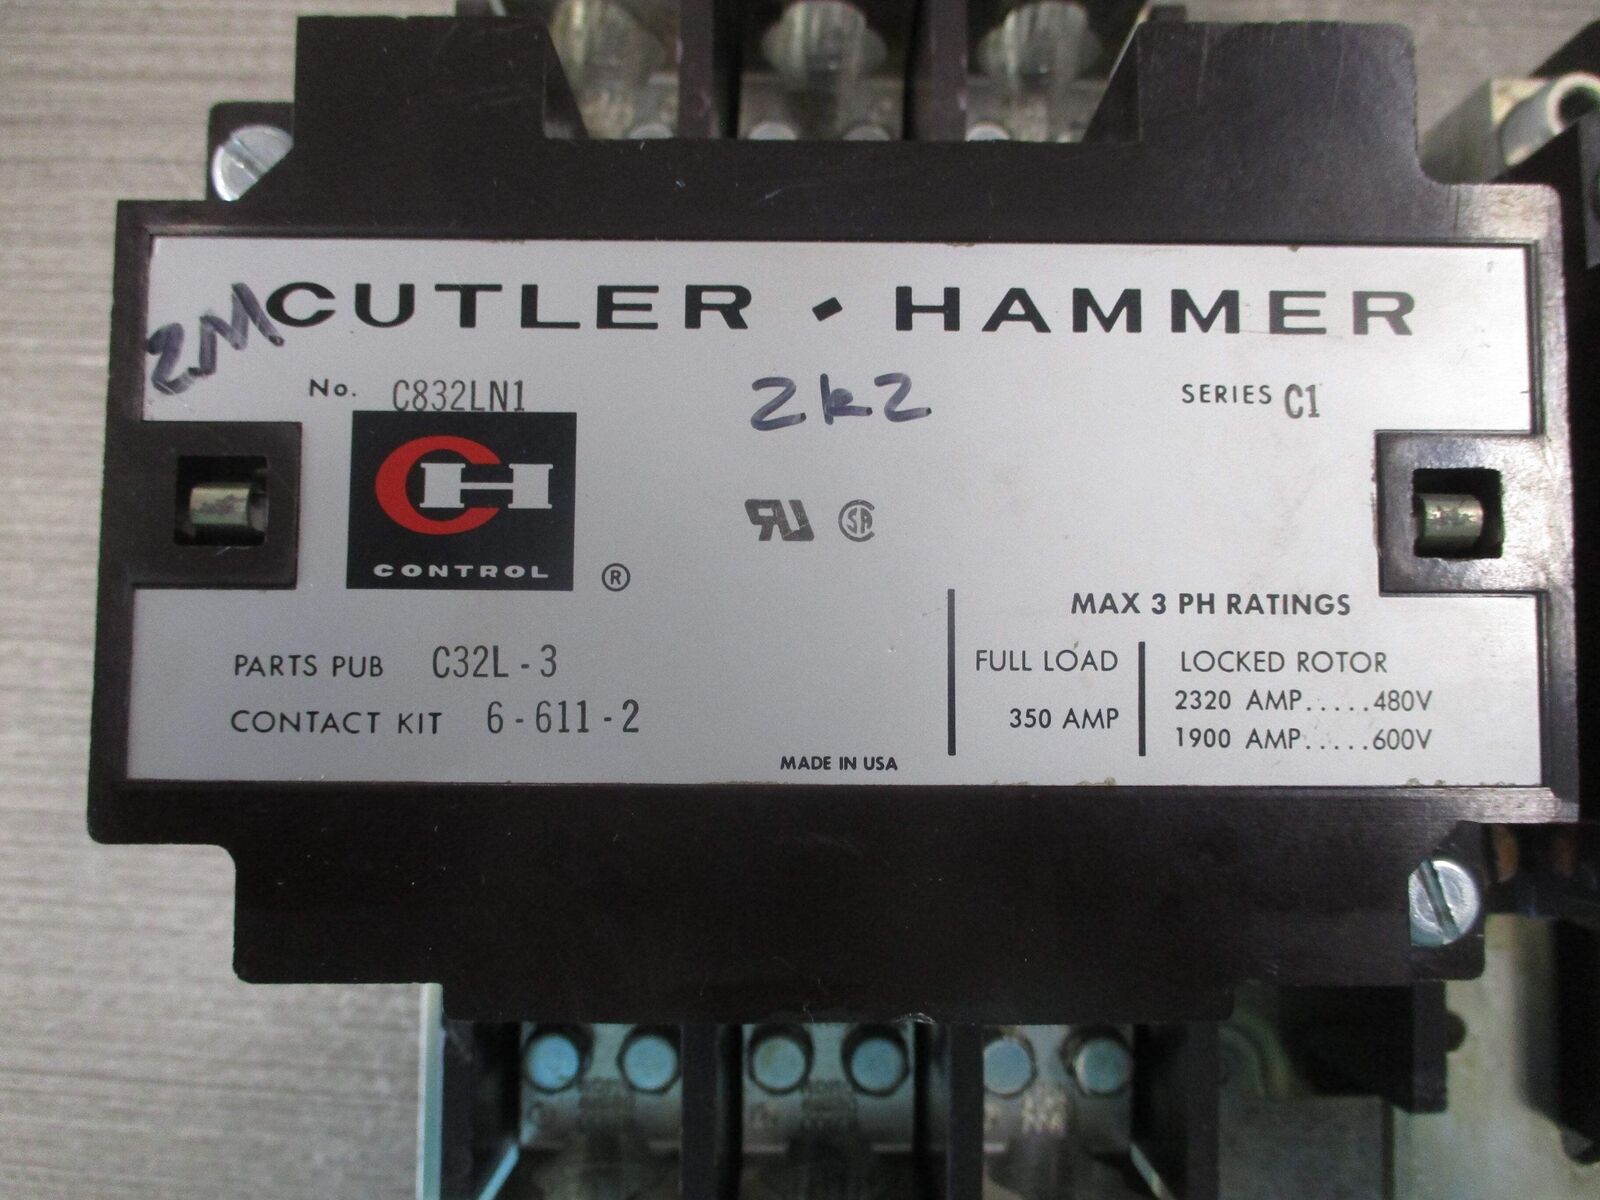 2M
CUTLER · HAMMER
No. C832LN1
2k2
SERIES C1
CH
CONTROL
®
RU SP
MAX 3 PH RATINGS
PARTS PUB C32L - 3
FULL LOAD
LOCKED ROTOR
350 AMP
2320 AMP.....480V
CONTACT KIT 6 - 611 - 2
1900 AMP.....600V
MADE IN USA